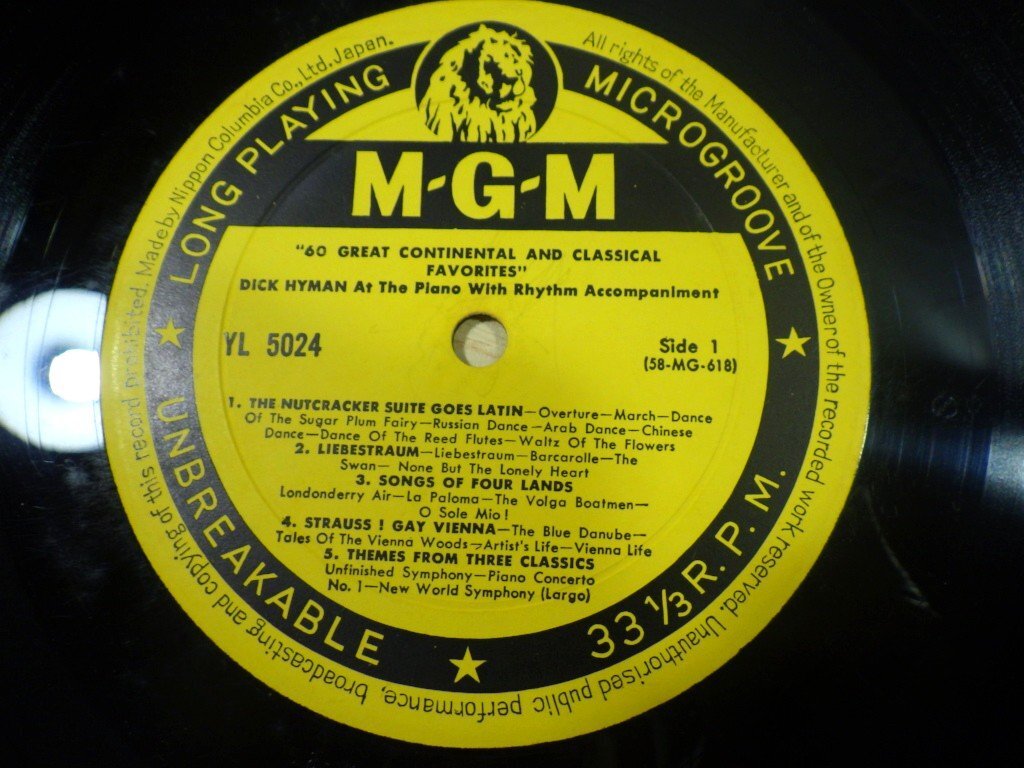 All rights of the Manufacturer and of the Owner of the recorded work reserved. Unauthorised public performance, broadcasting and copying of this record prohibited. Made by Nippon Columbia Co., Ltd. Japan.
LONG PLAYING
MICROGROOVE
M-G-M
"60 GREAT CONTINENTAL AND CLASSICAL
FAVORITES"
DICK HYMAN At The Piano With Rhythm Accompaniment
YL 5024
Side 1
(58-MG-618)
1. THE NUTCRACKER SUITE GOES LATIN—Overture—March—Dance
Of The Sugar Plum Fairy—Russian Dance—Arab Dance—Chinese
Dance—Dance Of The Reed Flutes—Waltz Of The Flowers
2. LIEBESTRAUM—Liebestraum—Barcarolle—The
Swan— None But The Lonely Heart
3. SONGS OF FOUR LANDS
Londonderry Air—La Paloma—The Volga Boatmen—
O Sole Mio!
4. STRAUSS ! GAY VIENNA—The Blue Danube—
Tales Of The Vienna Woods—Artist's Life—Vienna Life
5. THEMES FROM THREE CLASSICS
Unfinished Symphony—Piano Concerto
No. 1—New World Symphony (Largo)
UNBREAKABLE
33 1/3 R. P. M.